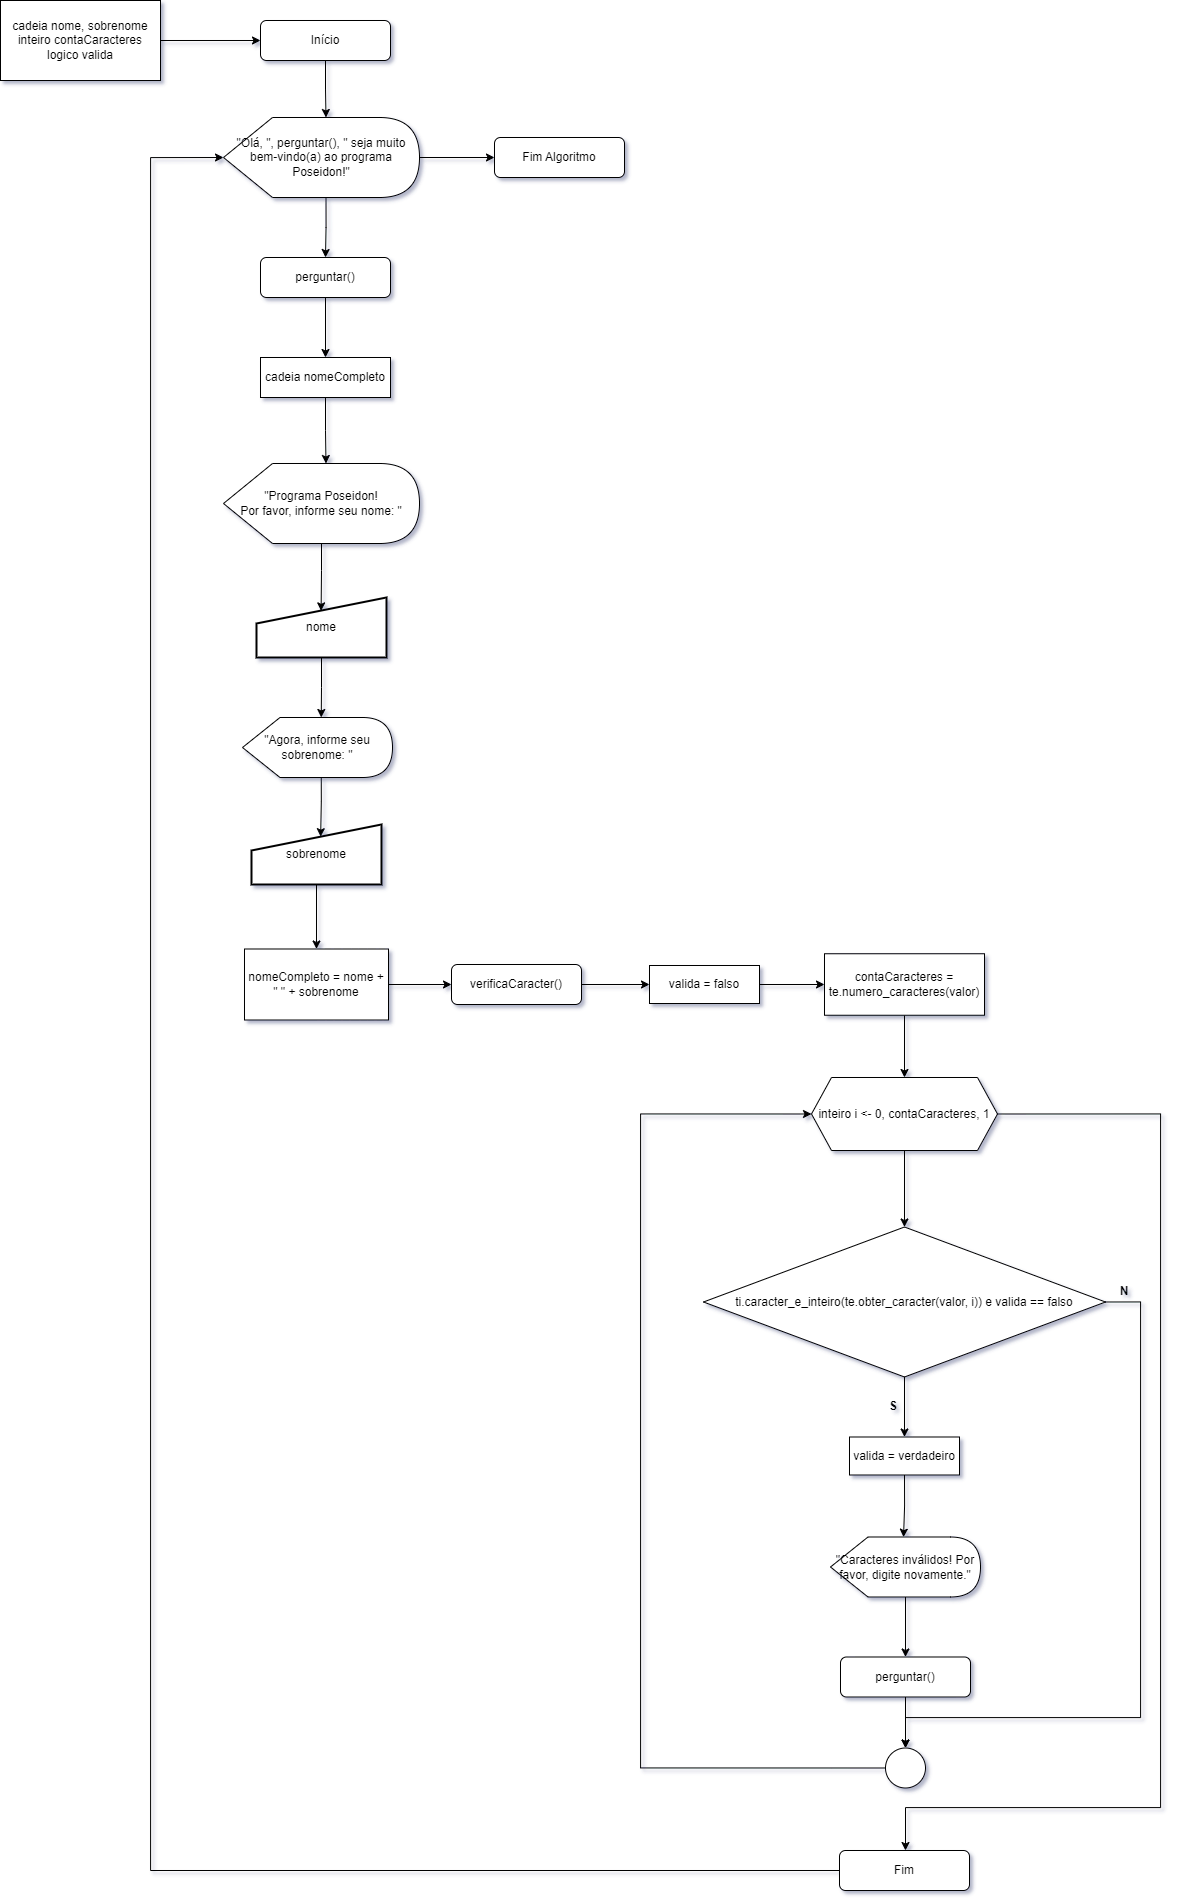 cadeia nome, sobrenome
inteiro contaCaracteres
logico valida
Início
"Olá, ", perguntar(), " seja muito
bem-vindo(a) ao programa
Poseidon!"
Fim Algoritmo
perguntar()
cadeia nomeCompleto
"Programa Poseidon!
Por favor, informe seu nome: "
nome
"Agora, informe seu
sobrenome: "
sobrenome
nomeCompleto = nome +
" " + sobrenome
verificaCaracter()
valida = falso
contaCaracteres =
te.numero_caracteres(valor)
inteiro i <- 0, contaCaracteres, 1
ti.caracter_e_inteiro(te.obter_caracter(valor, i)) e valida == falso
N
S
valida = verdadeiro
"Caracteres inválidos! Por
favor, digite novamente."
perguntar()
Fim